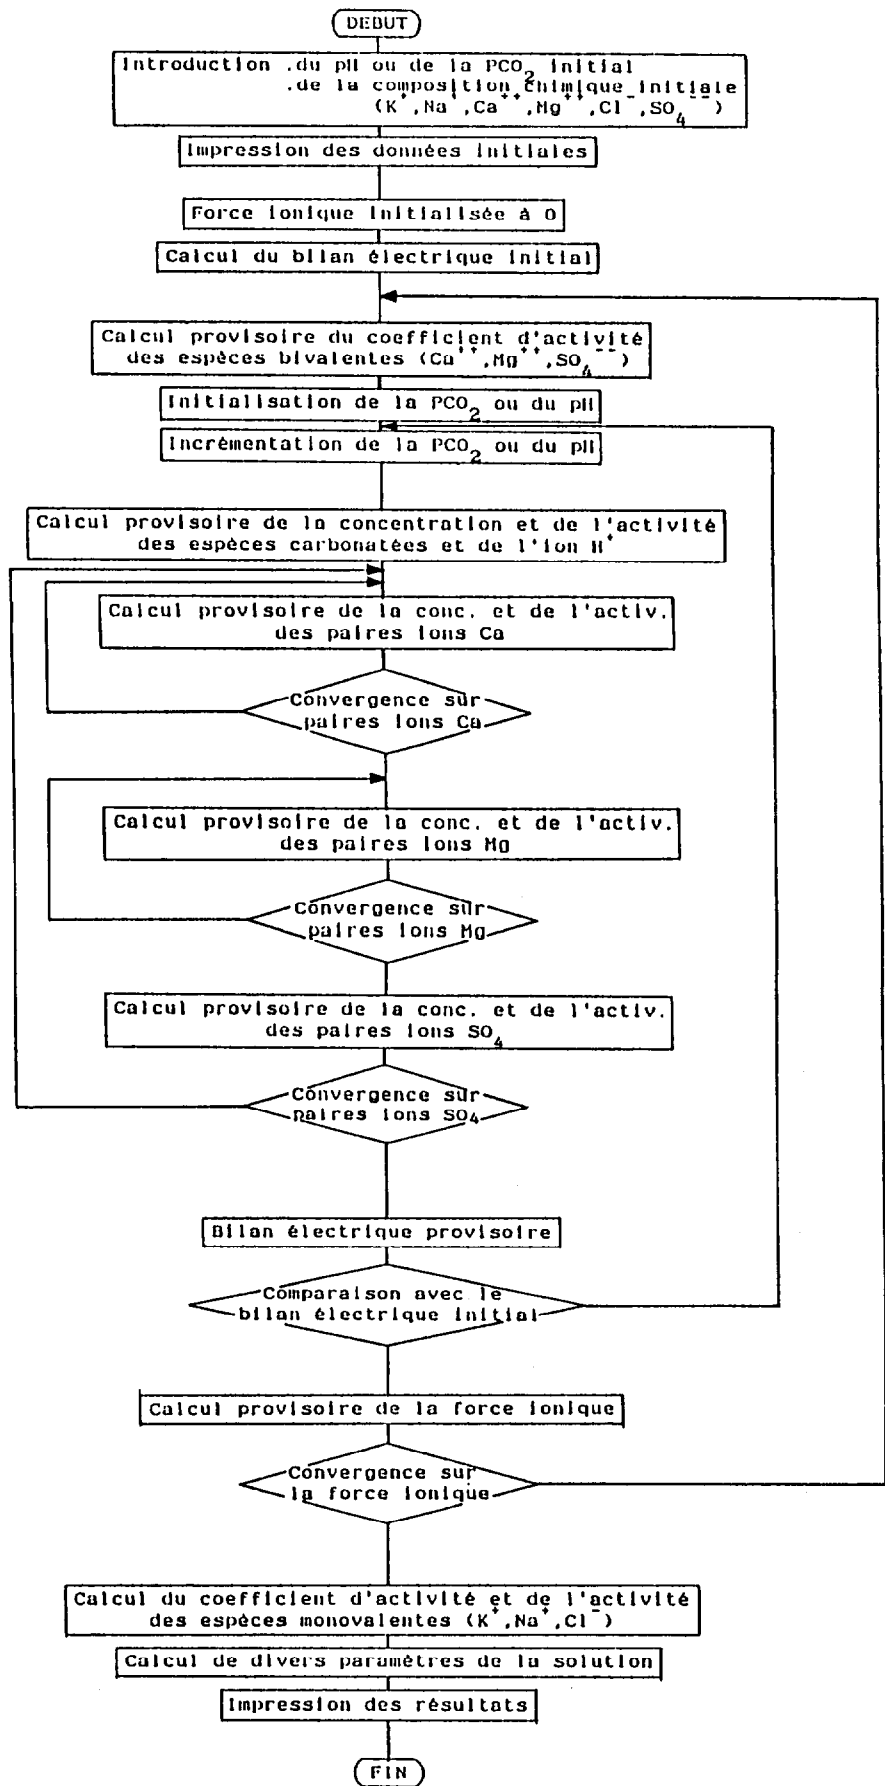 DEBUT
Introduction .du pH ou de la PCO₂ initial
.de la composition chimique initiale
(K⁺,Na⁺,Ca⁺⁺,Mg⁺⁺,Cl⁻,SO₄⁻⁻)
Impression des données initiales
Force ionique initialisée à 0
Calcul du bilan électrique initial
Calcul provisoire du coefficient d'activité
des espèces bivalentes (Ca⁺⁺,Mg⁺⁺,SO₄⁻⁻)
Initialisation de la PCO₂ ou du pH
Incrémentation de la PCO₂ ou du pH
Calcul provisoire de la concentration et de l'activité
des espèces carbonatées et de l'ion H⁺
Calcul provisoire de la conc. et de l'activ.
des paires ions Ca
Convergence sur
paires ions Ca
Calcul provisoire de la conc. et de l'activ.
des paires ions Mg
Convergence sur
paires ions Mg
Calcul provisoire de la conc. et de l'activ.
des paires ions SO₄
Convergence sur
paires ions SO₄
Bilan électrique provisoire
Comparaison avec le
bilan électrique initial
Calcul provisoire de la force ionique
Convergence sur
la force ionique
Calcul du coefficient d'activité et de l'activité
des espèces monovalentes (K⁺,Na⁺,Cl⁻)
Calcul de divers paramètres de la solution
Impression des résultats
FIN